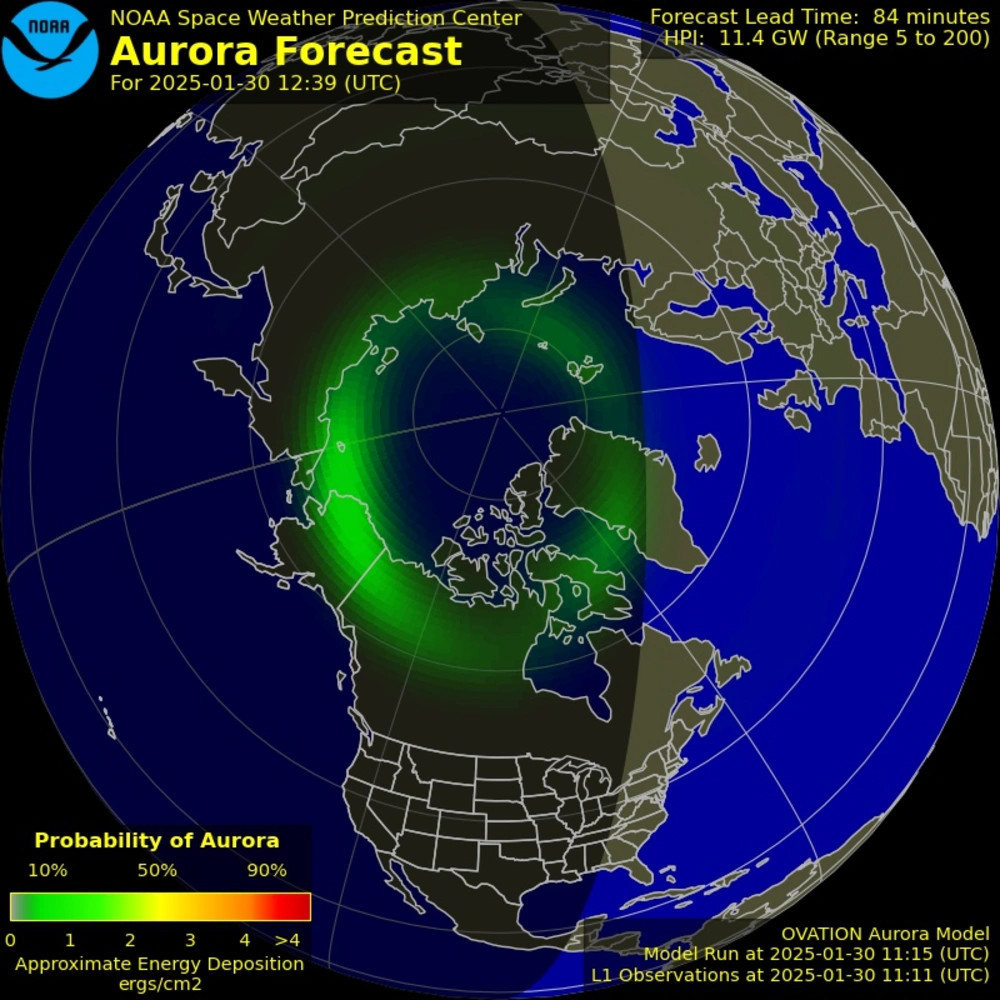 NOAA
NOAA Space Weather Prediction Center
Aurora Forecast
For 2025-01-30 12:39 (UTC)
Forecast Lead Time: 84 minutes
HPI: 11.4 GW (Range 5 to 200)
Probability of Aurora
10% 50% 90%
0 1 2 3 4 >4
Approximate Energy Deposition
ergs/cm2
OVATION Aurora Model
Model Run at 2025-01-30 11:15 (UTC)
L1 Observations at 2025-01-30 11:11 (UTC)